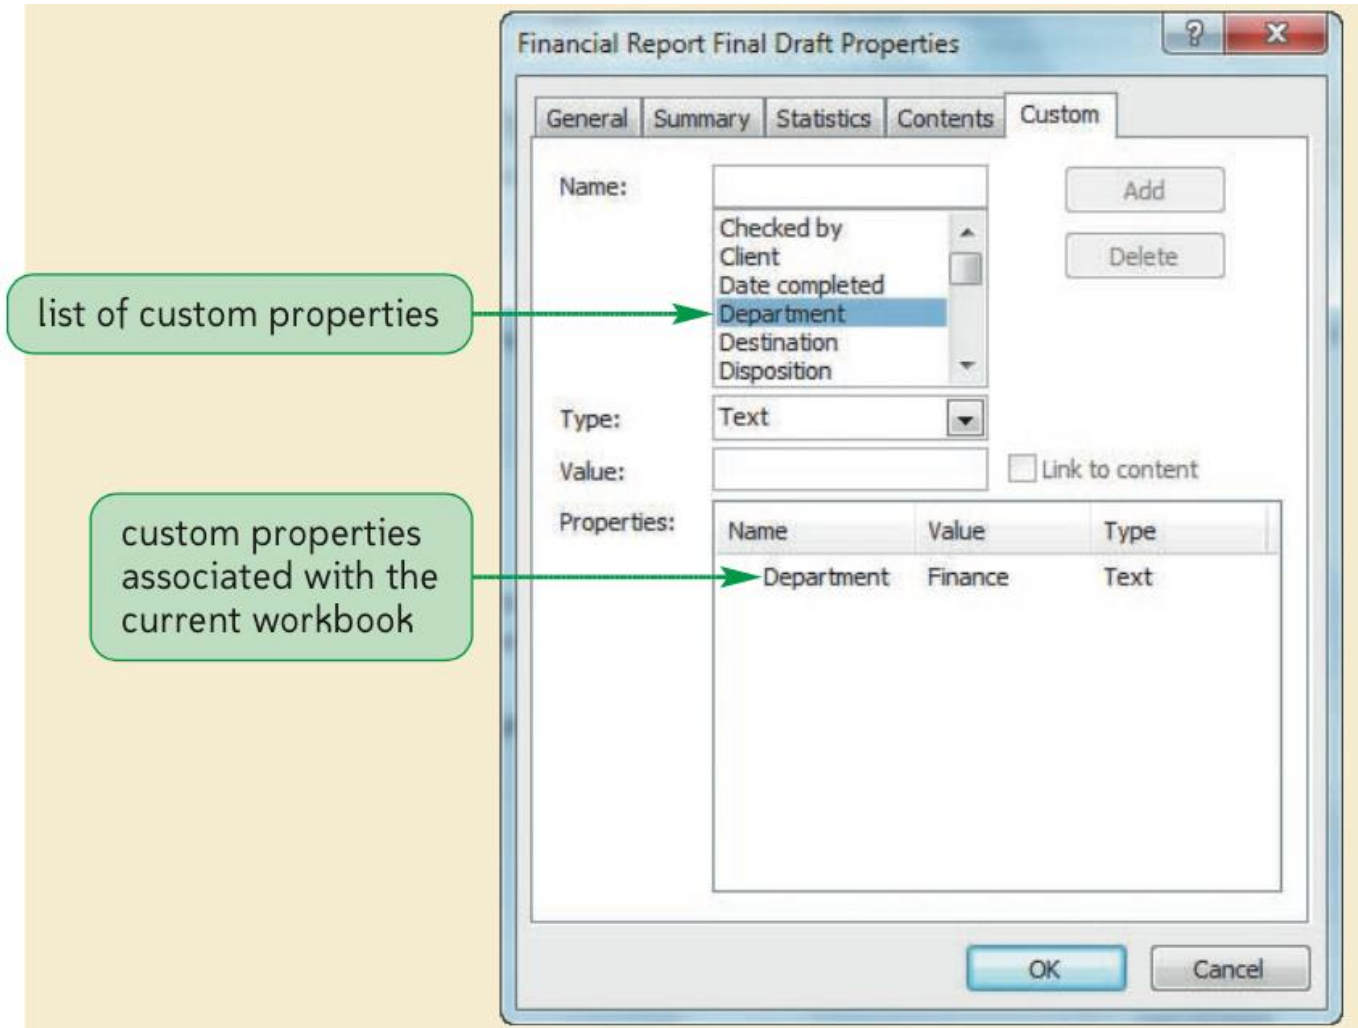 Financial Report Final Draft Properties
?
X
General Summary Statistics Contents Custom
Name:
Add
Checked by
Client
Delete
Date completed
list of custom properties
Department
Destination
Disposition
Type:
Text
Value:
Link to content
Properties:
Name Value Type
custom properties
associated with the
current workbook
Department Finance Text
OK
Cancel